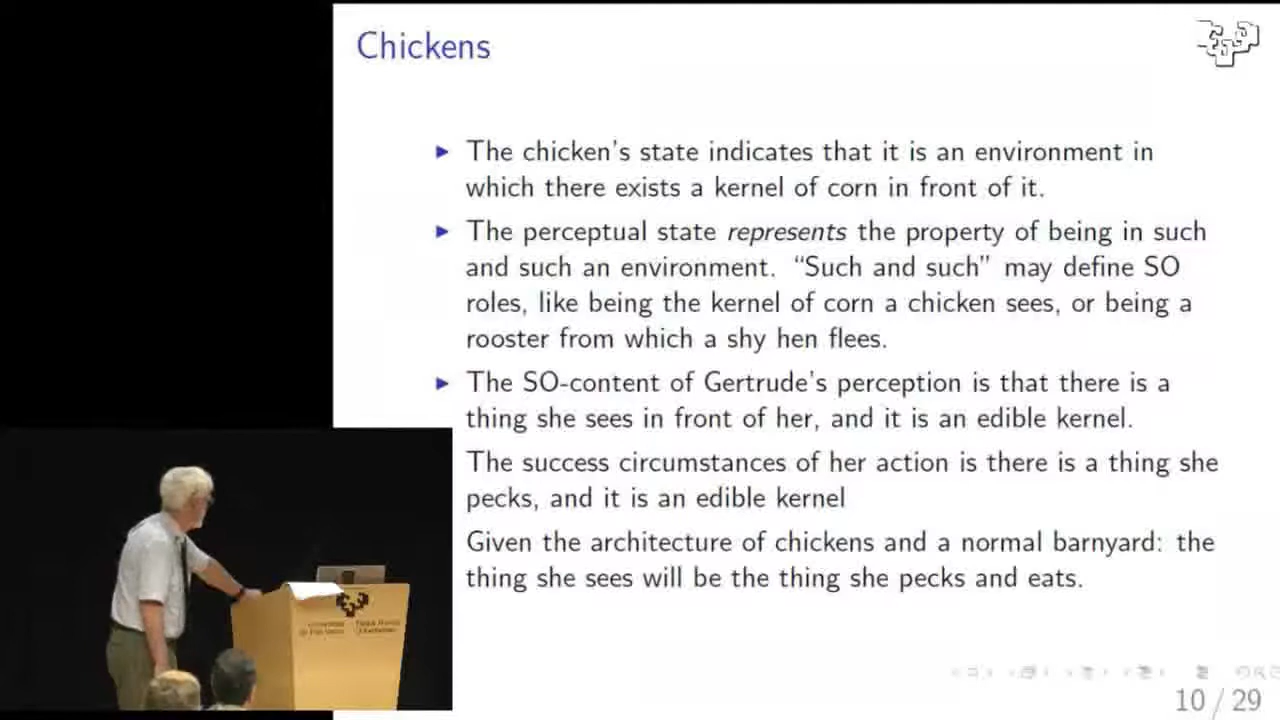 Chickens
The chicken's state indicates that it is an environment in
which there exists a kernel of corn in front of it.
The perceptual state represents the property of being in such
and such an environment. “Such and such” may define SO
roles, like being the kernel of corn a chicken sees, or being a
rooster from which a shy hen flees.
The SO-content of Gertrude's perception is that there is a
thing she sees in front of her, and it is an edible kernel.
The success circumstances of her action is there is a thing she
pecks, and it is an edible kernel
Given the architecture of chickens and a normal barnyard: the
thing she sees will be the thing she pecks and eats.
10 / 29